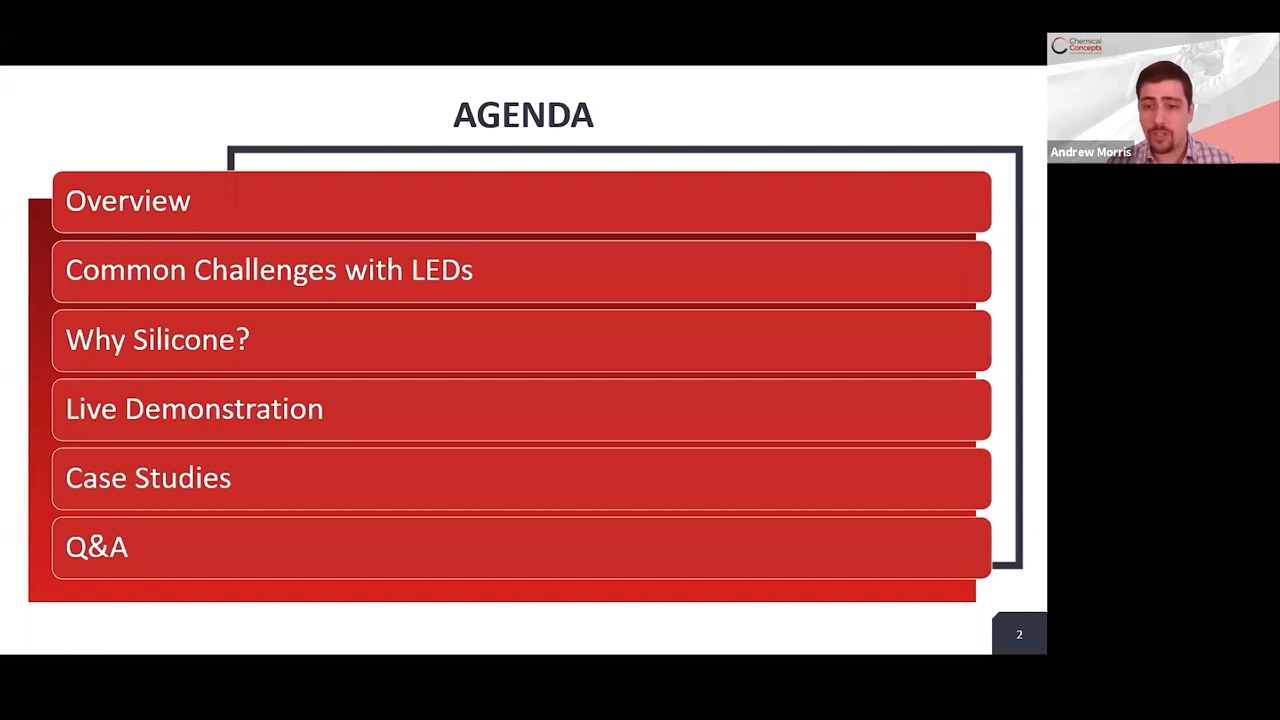 AGENDA
Overview
Common Challenges with LEDs
Why Silicone?
Live Demonstration
Case Studies
Q&A
2
Chemical
Concepts
Andrew Morris